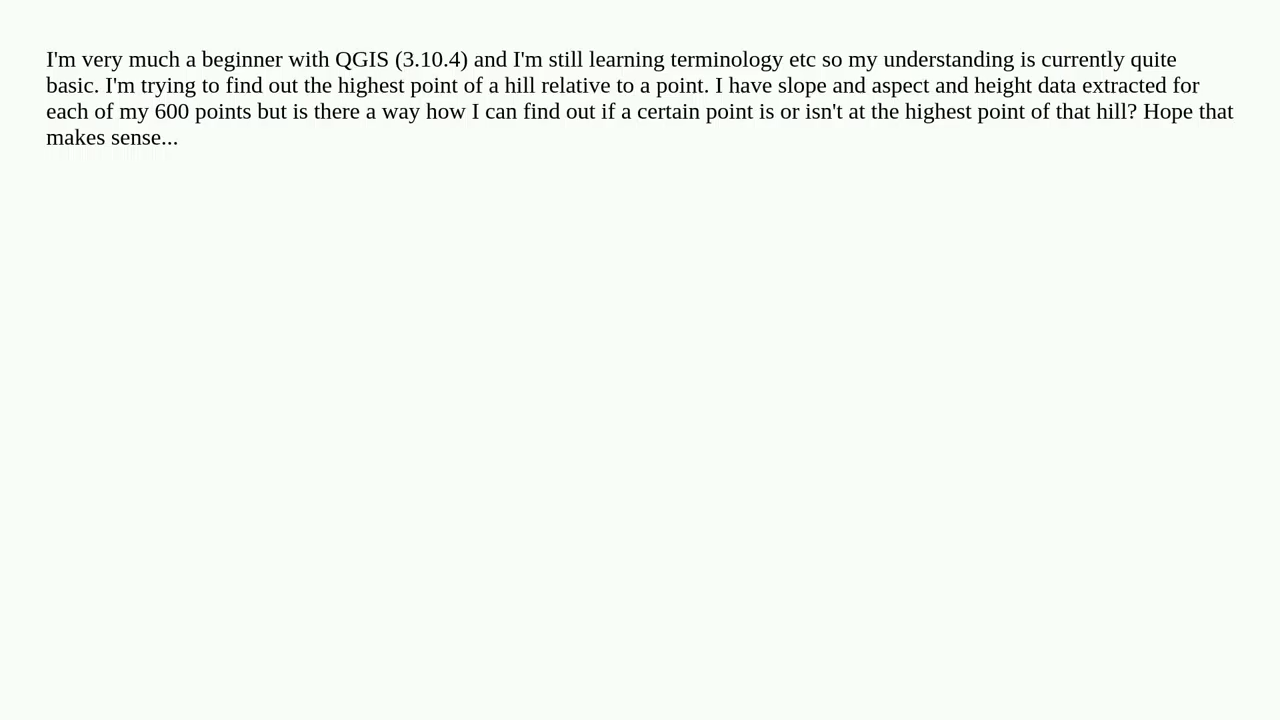 I'm very much a beginner with QGIS (3.10.4) and I'm still learning terminology etc so my understanding is currently quite
basic. I'm trying to find out the highest point of a hill relative to a point. I have slope and aspect and height data extracted for
each of my 600 points but is there a way how I can find out if a certain point is or isn't at the highest point of that hill? Hope that
makes sense...